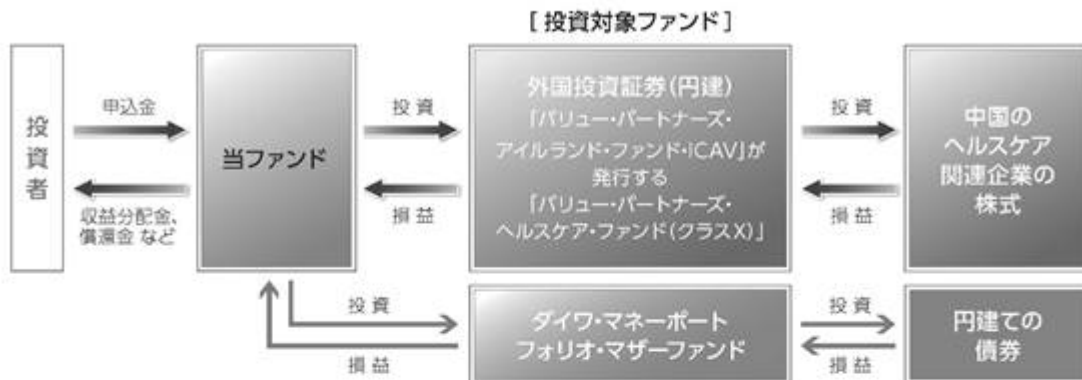 [投資対象ファンド]
投資者
申込金
収益分配金、
償還金 など
当ファンド
投資
損益
外国投資証券(円建)
「バリュー・パートナーズ・
アイルランド・ファンド・iCAV」が
発行する
「バリュー・パートナーズ・
ヘルスケア・ファンド(クラスX)」
投資
損益
中国の
ヘルスケア
関連企業の
株式
投資
損益
ダイワ・マネーポート
フォリオ・マザーファンド
投資
損益
円建ての
債券